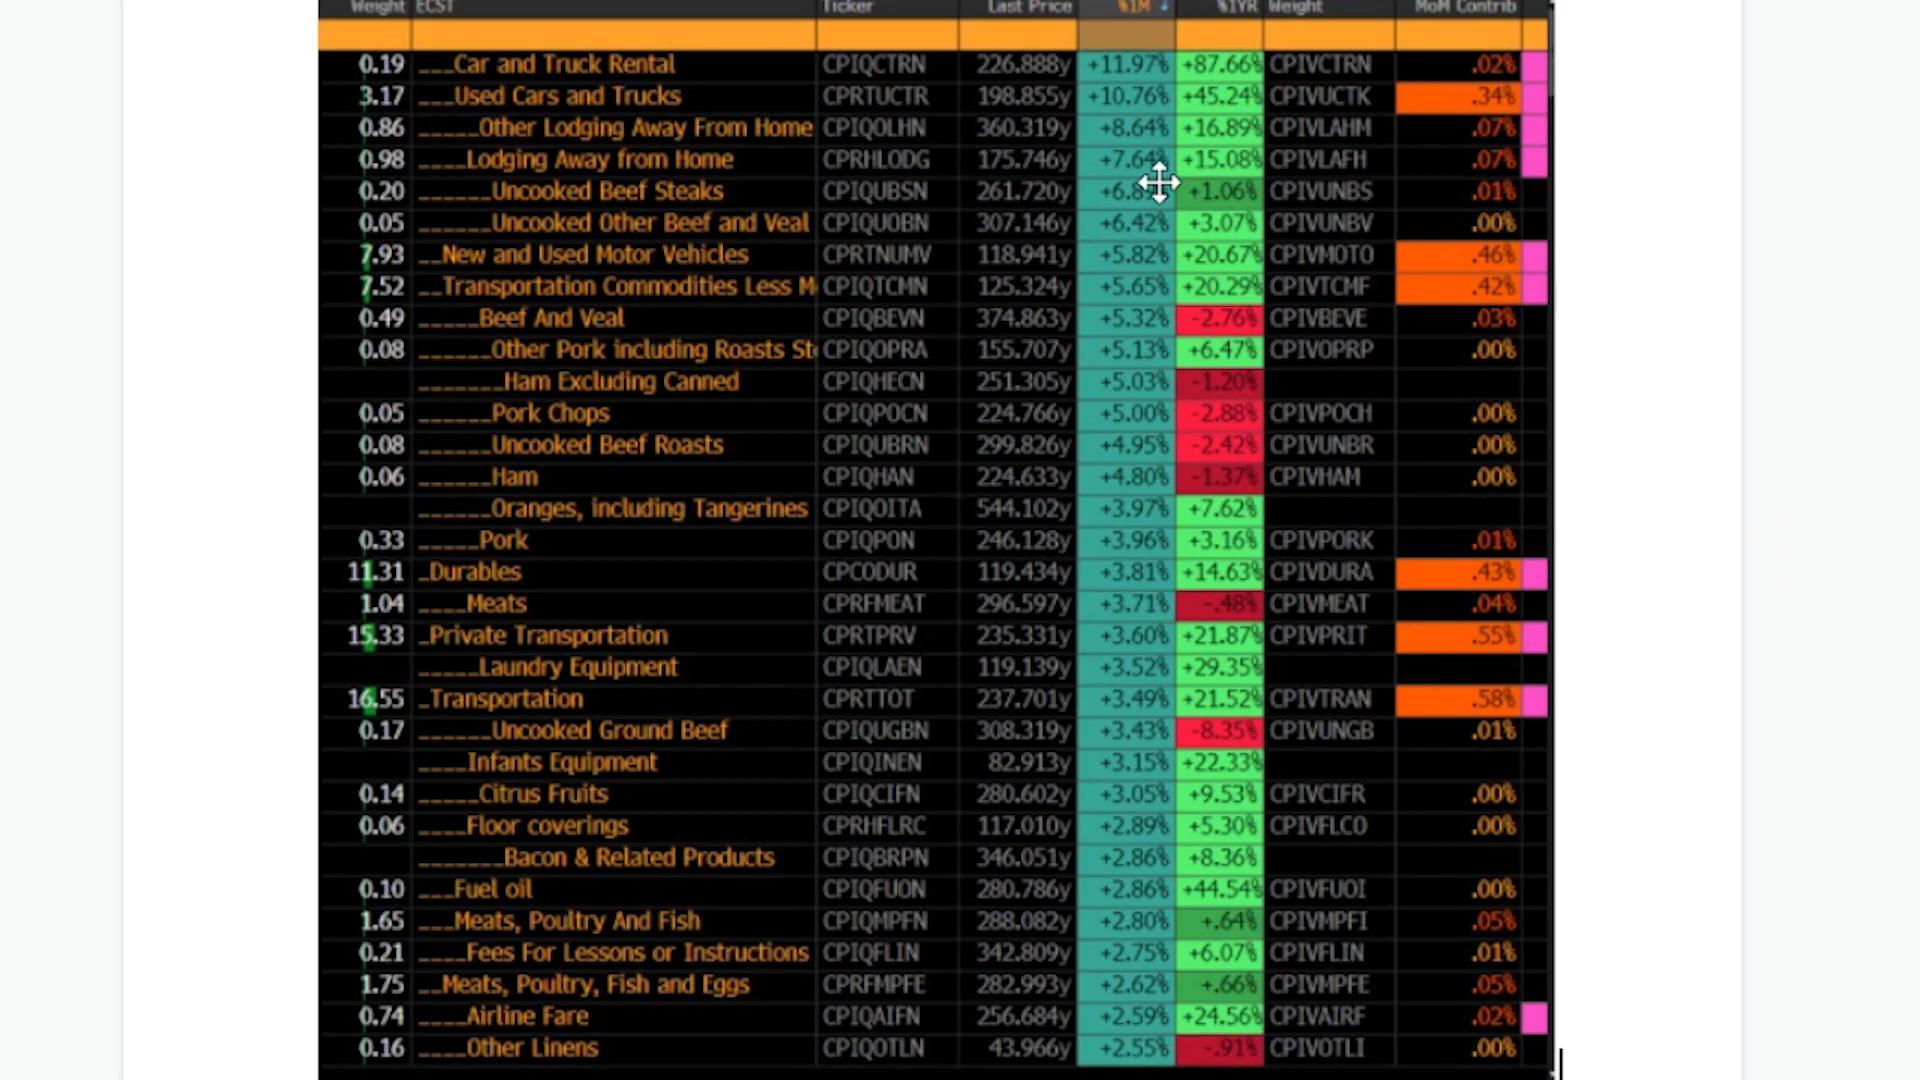 Weight ECST Ticker Last Price %1M ↓ %1YR Weight MoM Contrib
0.19 ___Car and Truck Rental CPIQCTRN 226.888y +11.97% +87.66% CPIVCTRN .02%
3.17 ___Used Cars and Trucks CPRTUCTR 198.855y +10.76% +45.24% CPIVUCTK .34%
0.86 _____Other Lodging Away From Home CPIQOLHN 360.319y +8.64% +16.89% CPIVLAHM .07%
0.98 ____Lodging Away from Home CPRHLODG 175.746y +7.64% +15.08% CPIVLAFH .07%
0.20 ______Uncooked Beef Steaks CPIQUBSN 261.720y +1.06% CPIVUNBS .01%
0.05 ______Uncooked Other Beef and Veal CPIQUOBN 307.146y +6.42% +3.07% CPIVUNBV .00%
7.93 __New and Used Motor Vehicles CPRTNUMV 118.941y +5.82% +20.67% CPIVMOTO .46%
7.52 __Transportation Commodities Less M CPIQTCMN 125.324y +5.65% +20.29% CPIVTCMF .42%
0.49 _____Beef And Veal CPIQBEVN 374.863y +5.32% -2.76% CPIVBEVE .03%
0.08 ______Other Pork including Roasts St CPIQOPRA 155.707y +5.13% +6.47% CPIVOPRP .00%
_______Ham Excluding Canned CPIQHECN 251.305y +5.03% -1.20%
0.05 ______Pork Chops CPIQPOCN 224.766y +5.00% -2.88% CPIVPOCH .00%
0.08 ______Uncooked Beef Roasts CPIQUBRN 299.826y +4.95% -2.42% CPIVUNBR .00%
0.06 ______Ham CPIQHAN 224.633y +4.80% -1.37% CPIVHAM .00%
______Oranges, including Tangerines CPIQOITA 544.102y +3.97% +7.62%
0.33 _____Pork CPIQPON 246.128y +3.96% +3.16% CPIVPORK .01%
11.31 _Durables CPCODUR 119.434y +3.81% +14.63% CPIVDURA .43%
1.04 ____Meats CPRFMEAT 296.597y +3.71% -.48% CPIVMEAT .04%
15.33 _Private Transportation CPRTPRV 235.331y +3.60% +21.87% CPIVPRIT .55%
_____Laundry Equipment CPIQLAEN 119.139y +3.52% +29.35%
16.55 _Transportation CPRTTOT 237.701y +3.49% +21.52% CPIVTRAN .58%
0.17 ______Uncooked Ground Beef CPIQUGBN 308.319y +3.43% -8.35% CPIVUNGB .01%
____Infants Equipment CPIQINEN 82.913y +3.15% +22.33%
0.14 _____Citrus Fruits CPIQCIFN 280.602y +3.05% +9.53% CPIVCIFR .00%
0.06 ____Floor coverings CPRHFLRC 117.010y +2.89% +5.30% CPIVFLCO .00%
_______Bacon & Related Products CPIQBRPN 346.051y +2.86% +8.36%
0.10 ___Fuel oil CPIQFUON 280.786y +2.86% +44.54% CPIVFUOI .00%
1.65 ___Meats, Poultry And Fish CPIQMPFN 288.082y +2.80% +.64% CPIVMPFI .05%
0.21 ____Fees For Lessons or Instructions CPIQFLIN 342.809y +2.75% +6.07% CPIVFLIN .01%
1.75 __Meats, Poultry, Fish and Eggs CPRFMPFE 282.993y +2.62% +.66% CPIVMPFE .05%
0.74 ____Airline Fare CPIQAIFN 256.684y +2.59% +24.56% CPIVAIRF .02%
0.16 ____Other Linens CPIQOTLN 43.966y +2.55% -.91% CPIVOTLI .00%